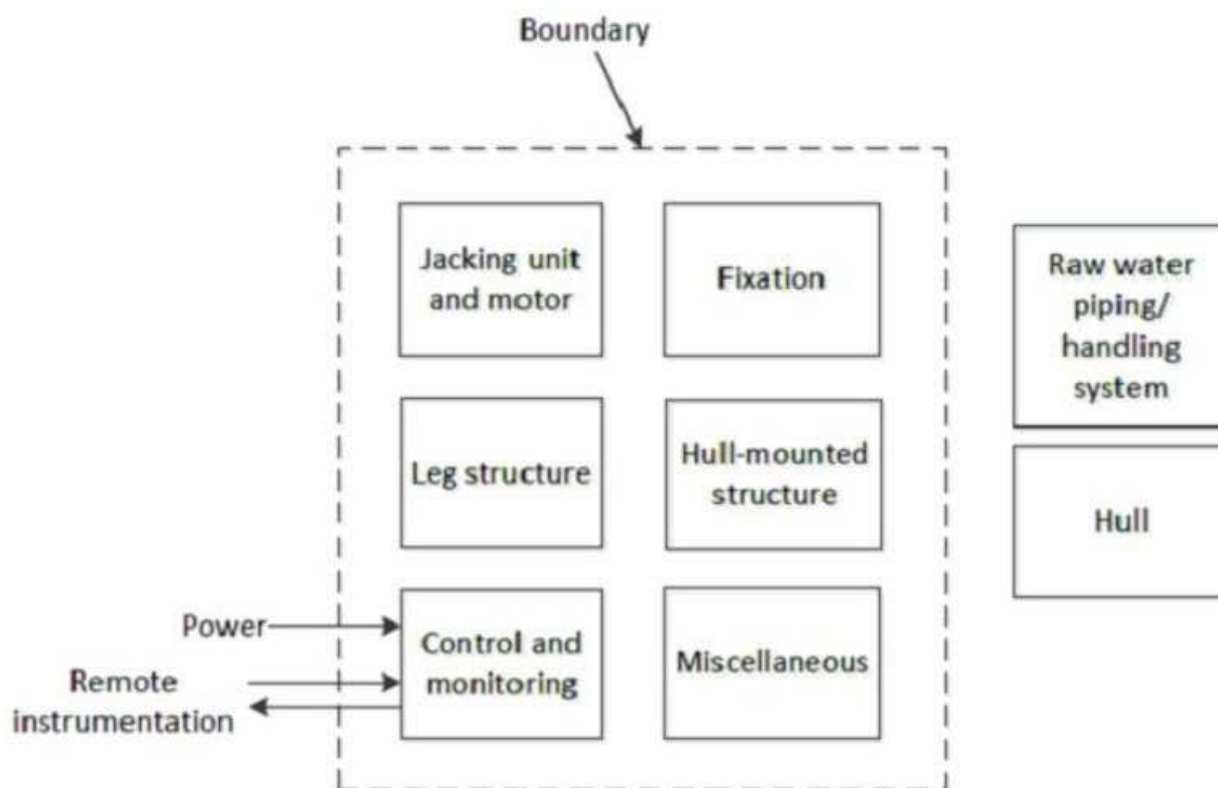 Boundary
Jacking unit
and motor
Fixation
Raw water
piping/
handling
system
Leg structure
Hull-mounted
structure
Hull
Power
Control and
monitoring
Miscellaneous
Remote
instrumentation